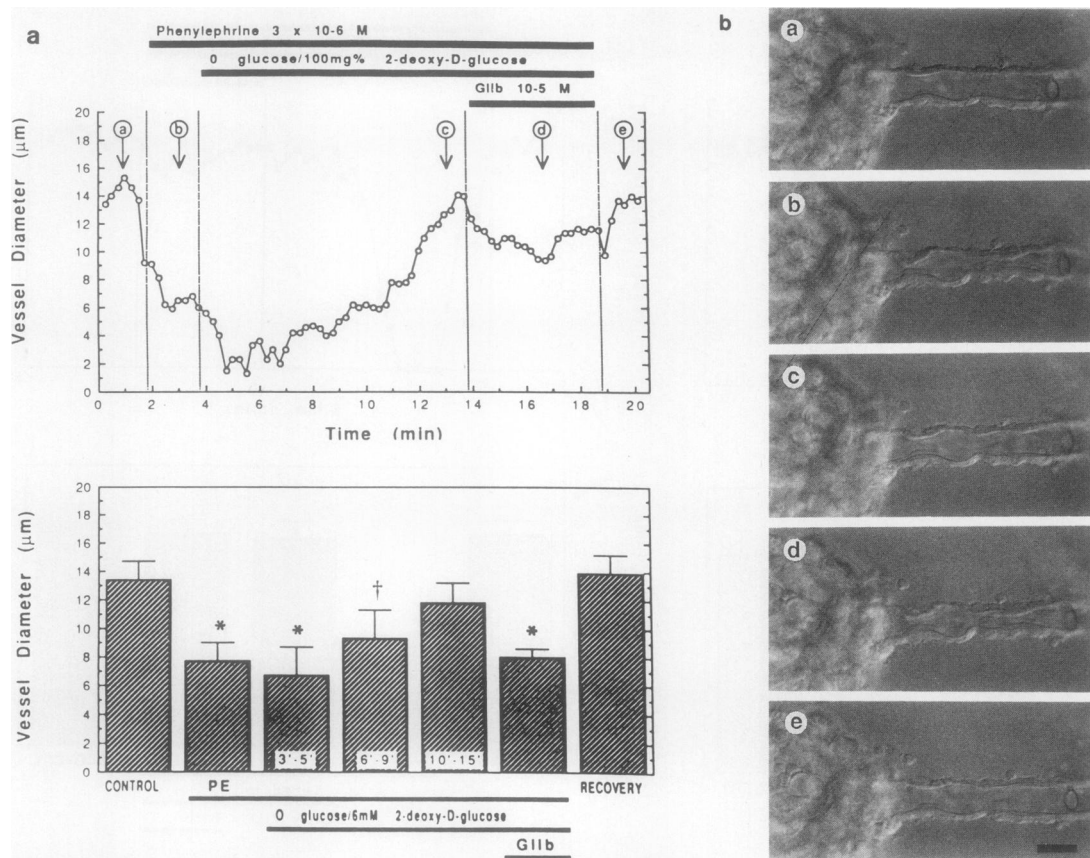 a
Phenylephrine 3 x 10-6 M
0 glucose/100mg% 2-deoxy-D-glucose
Glib 10-5 M
20
18
16
14
12
10
8
6
4
2
0
Vessel Diameter (μm)
a b c d e
0 2 4 6 8 10 12 14 16 18 20
Time (min)
20
18
16
14
12
10
8
6
4
2
0
Vessel Diameter (μm)
* * † *
3'-5' 6'-9' 10'-15'
CONTROL PE RECOVERY
0 glucose/5mM 2-deoxy-D-glucose
Glib
b
a
b
c
d
e